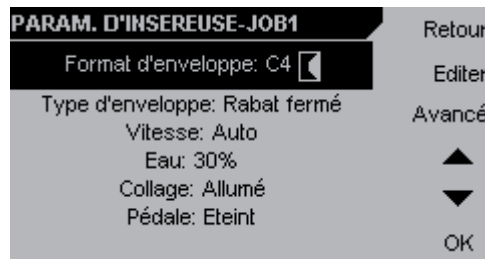 PARAM. D'INSEREUSE-JOB1
Retour
Format d'enveloppe: C4
Editer
Type d'enveloppe: Rabat fermé
Avancé
Vitesse: Auto
Eau: 30%
Collage: Allumé
Pédale: Eteint
OK